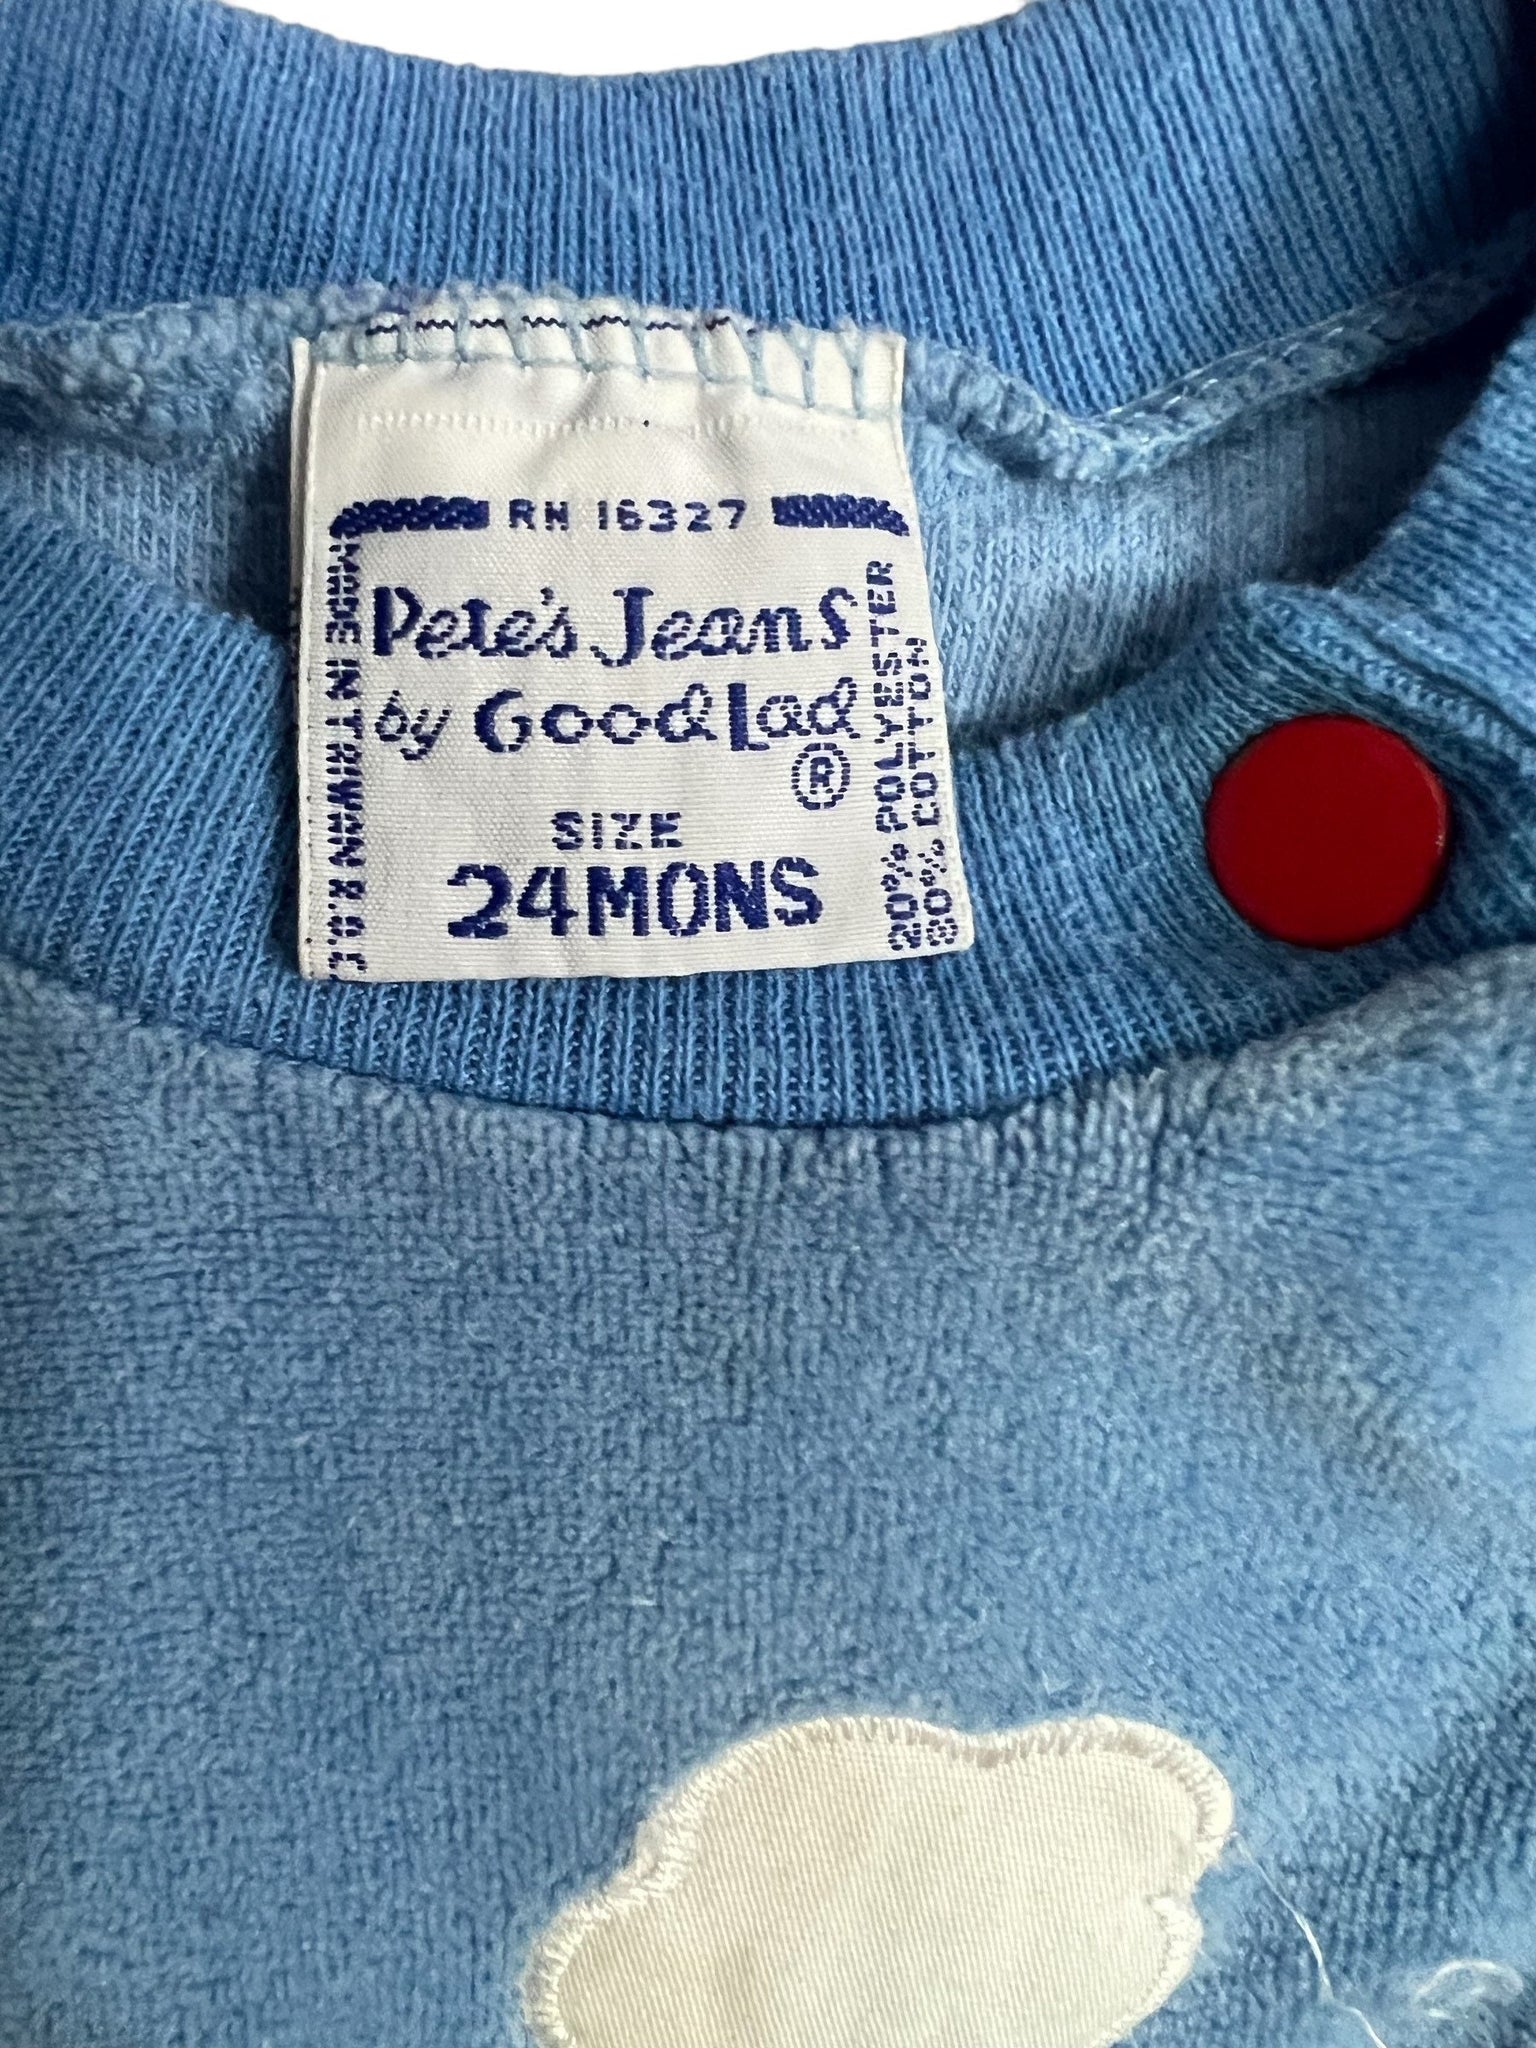 RN 16327
Pete's Jeans
by Good Lad
®
SIZE
24MONS
MADE IN TAIWAN R.O.C.
20% POLYESTER
80% COTTON